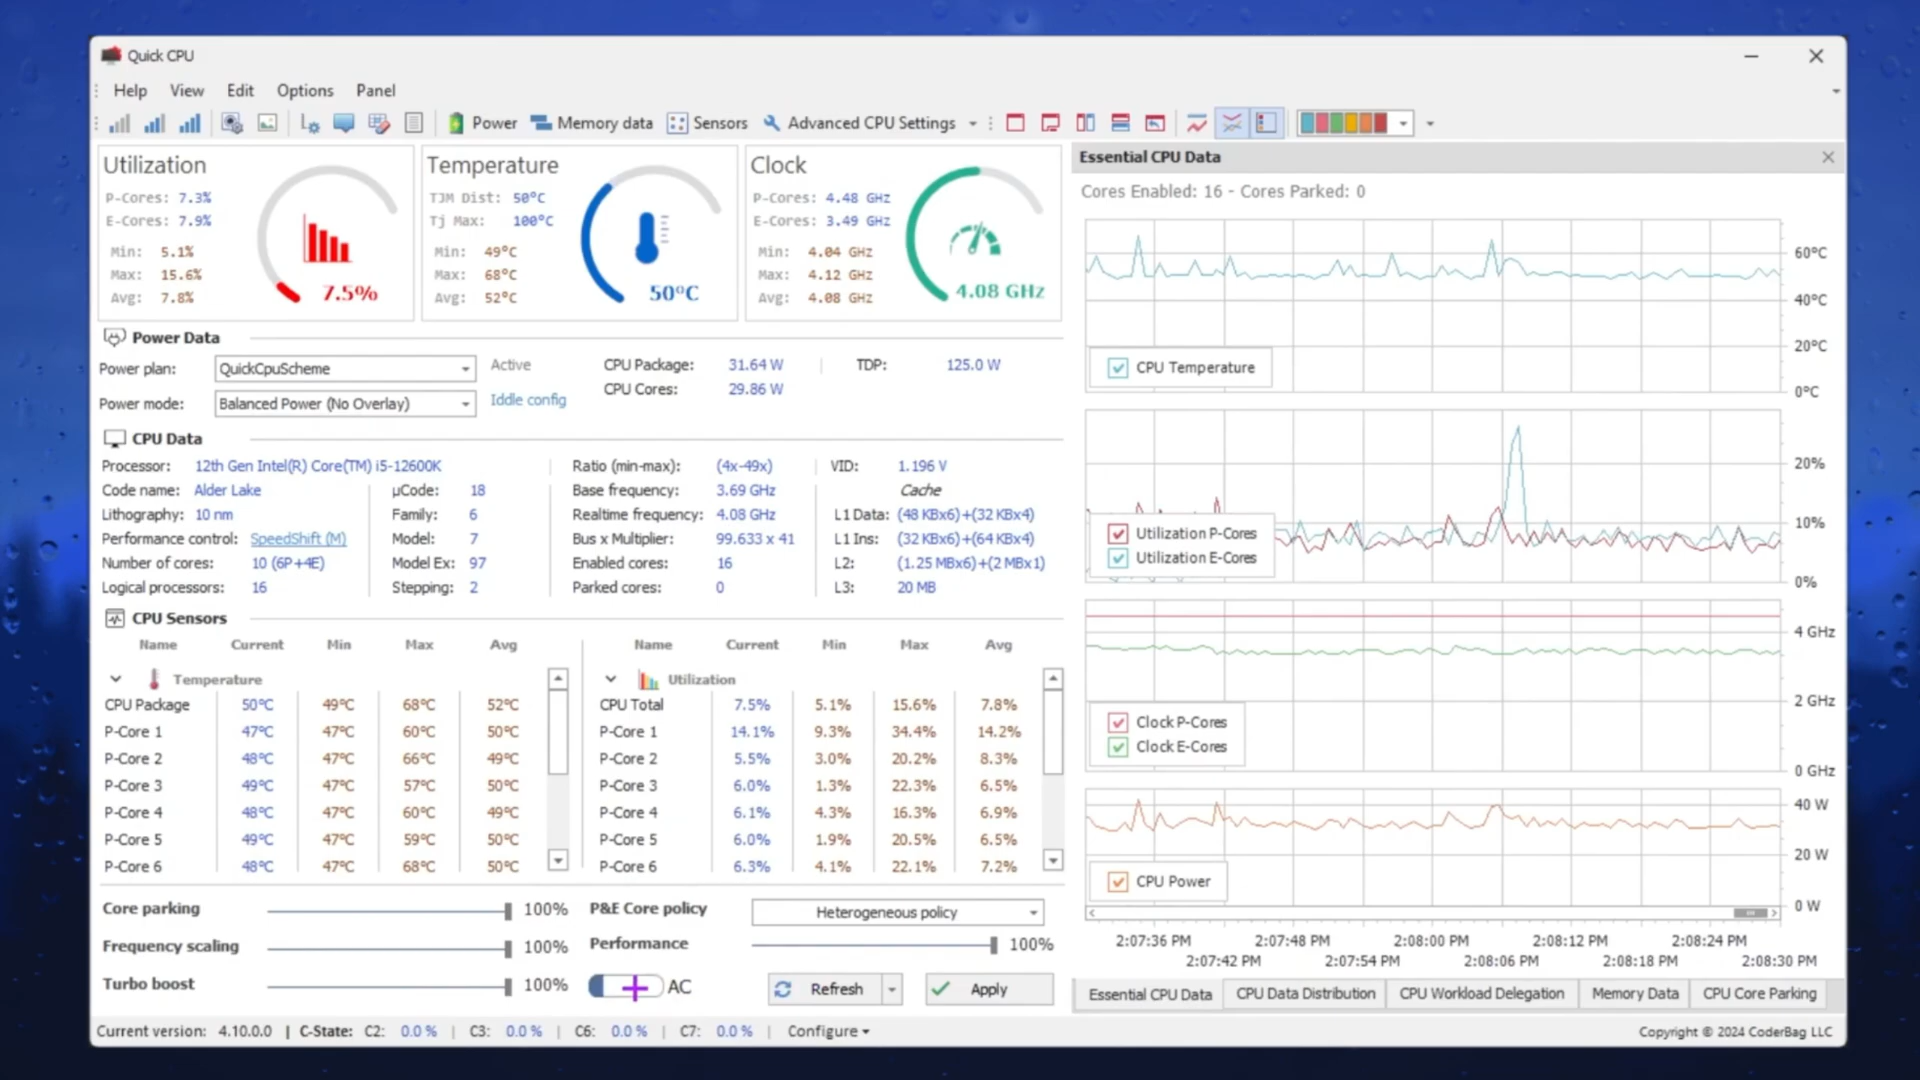 Quick CPU
Help View Edit Options Panel
Power Memory data Sensors Advanced CPU Settings
Utilization
P-Cores: 7.3%
E-Cores: 7.9%
Min: 5.1%
Max: 15.6%
Avg: 7.8%
7.5%
Temperature
TJM Dist: 50°C
Tj Max: 100°C
Min: 49°C
Max: 68°C
Avg: 52°C
50°C
Clock
P-Cores: 4.48 GHz
E-Cores: 3.49 GHz
Min: 4.04 GHz
Max: 4.12 GHz
Avg: 4.08 GHz
4.08 GHz
Power Data
Power plan: QuickCpuScheme Active CPU Package: 31.64 W TDP: 125.0 W
CPU Cores: 29.86 W
Power mode: Balanced Power (No Overlay) Iddle config
CPU Data
Processor: 12th Gen Intel(R) Core(TM) i5-12600K Ratio (min-max): (4x-49x) VID: 1.196 V
Code name: Alder Lake µCode: 18 Base frequency: 3.69 GHz Cache
Lithography: 10 nm Family: 6 Realtime frequency: 4.08 GHz L1 Data: (48 KBx6)+(32 KBx4)
Performance control: SpeedShift (M) Model: 7 Bus x Multiplier: 99.633 x 41 L1 Ins: (32 KBx6)+(64 KBx4)
Number of cores: 10 (6P+4E) Model Ex: 97 Enabled cores: 16 L2: (1.25 MBx6)+(2 MBx1)
Logical processors: 16 Stepping: 2 Parked cores: 0 L3: 20 MB
CPU Sensors
Name Current Min Max Avg
Temperature
CPU Package 50°C 49°C 68°C 52°C
P-Core 1 47°C 47°C 60°C 50°C
P-Core 2 48°C 47°C 66°C 49°C
P-Core 3 49°C 47°C 57°C 50°C
P-Core 4 48°C 47°C 60°C 49°C
P-Core 5 49°C 47°C 59°C 50°C
P-Core 6 48°C 47°C 68°C 50°C
Name Current Min Max Avg
Utilization
CPU Total 7.5% 5.1% 15.6% 7.8%
P-Core 1 14.1% 9.3% 34.4% 14.2%
P-Core 2 5.5% 3.0% 20.2% 8.3%
P-Core 3 6.0% 1.3% 22.3% 6.5%
P-Core 4 6.1% 4.3% 16.3% 6.9%
P-Core 5 6.0% 1.9% 20.5% 6.5%
P-Core 6 6.3% 4.1% 22.1% 7.2%
Core parking 100% P&E Core policy Heterogeneous policy
Frequency scaling 100% Performance 100%
Turbo boost 100% AC Refresh Apply
Essential CPU Data
Cores Enabled: 16 - Cores Parked: 0
60°C
40°C
20°C
CPU Temperature
0°C
20%
10%
Utilization P-Cores
Utilization E-Cores
0%
4 GHz
2 GHz
Clock P-Cores
Clock E-Cores
0 GHz
40 W
20 W
CPU Power
0 W
2:07:36 PM 2:07:48 PM 2:08:00 PM 2:08:12 PM 2:08:24 PM
2:07:42 PM 2:07:54 PM 2:08:06 PM 2:08:18 PM 2:08:30 PM
Essential CPU Data CPU Data Distribution CPU Workload Delegation Memory Data CPU Core Parking
Current version: 4.10.0.0 | C-State: C2: 0.0 % | C3: 0.0 % | C6: 0.0 % | C7: 0.0 % | Configure
Copyright © 2024 CoderBag LLC